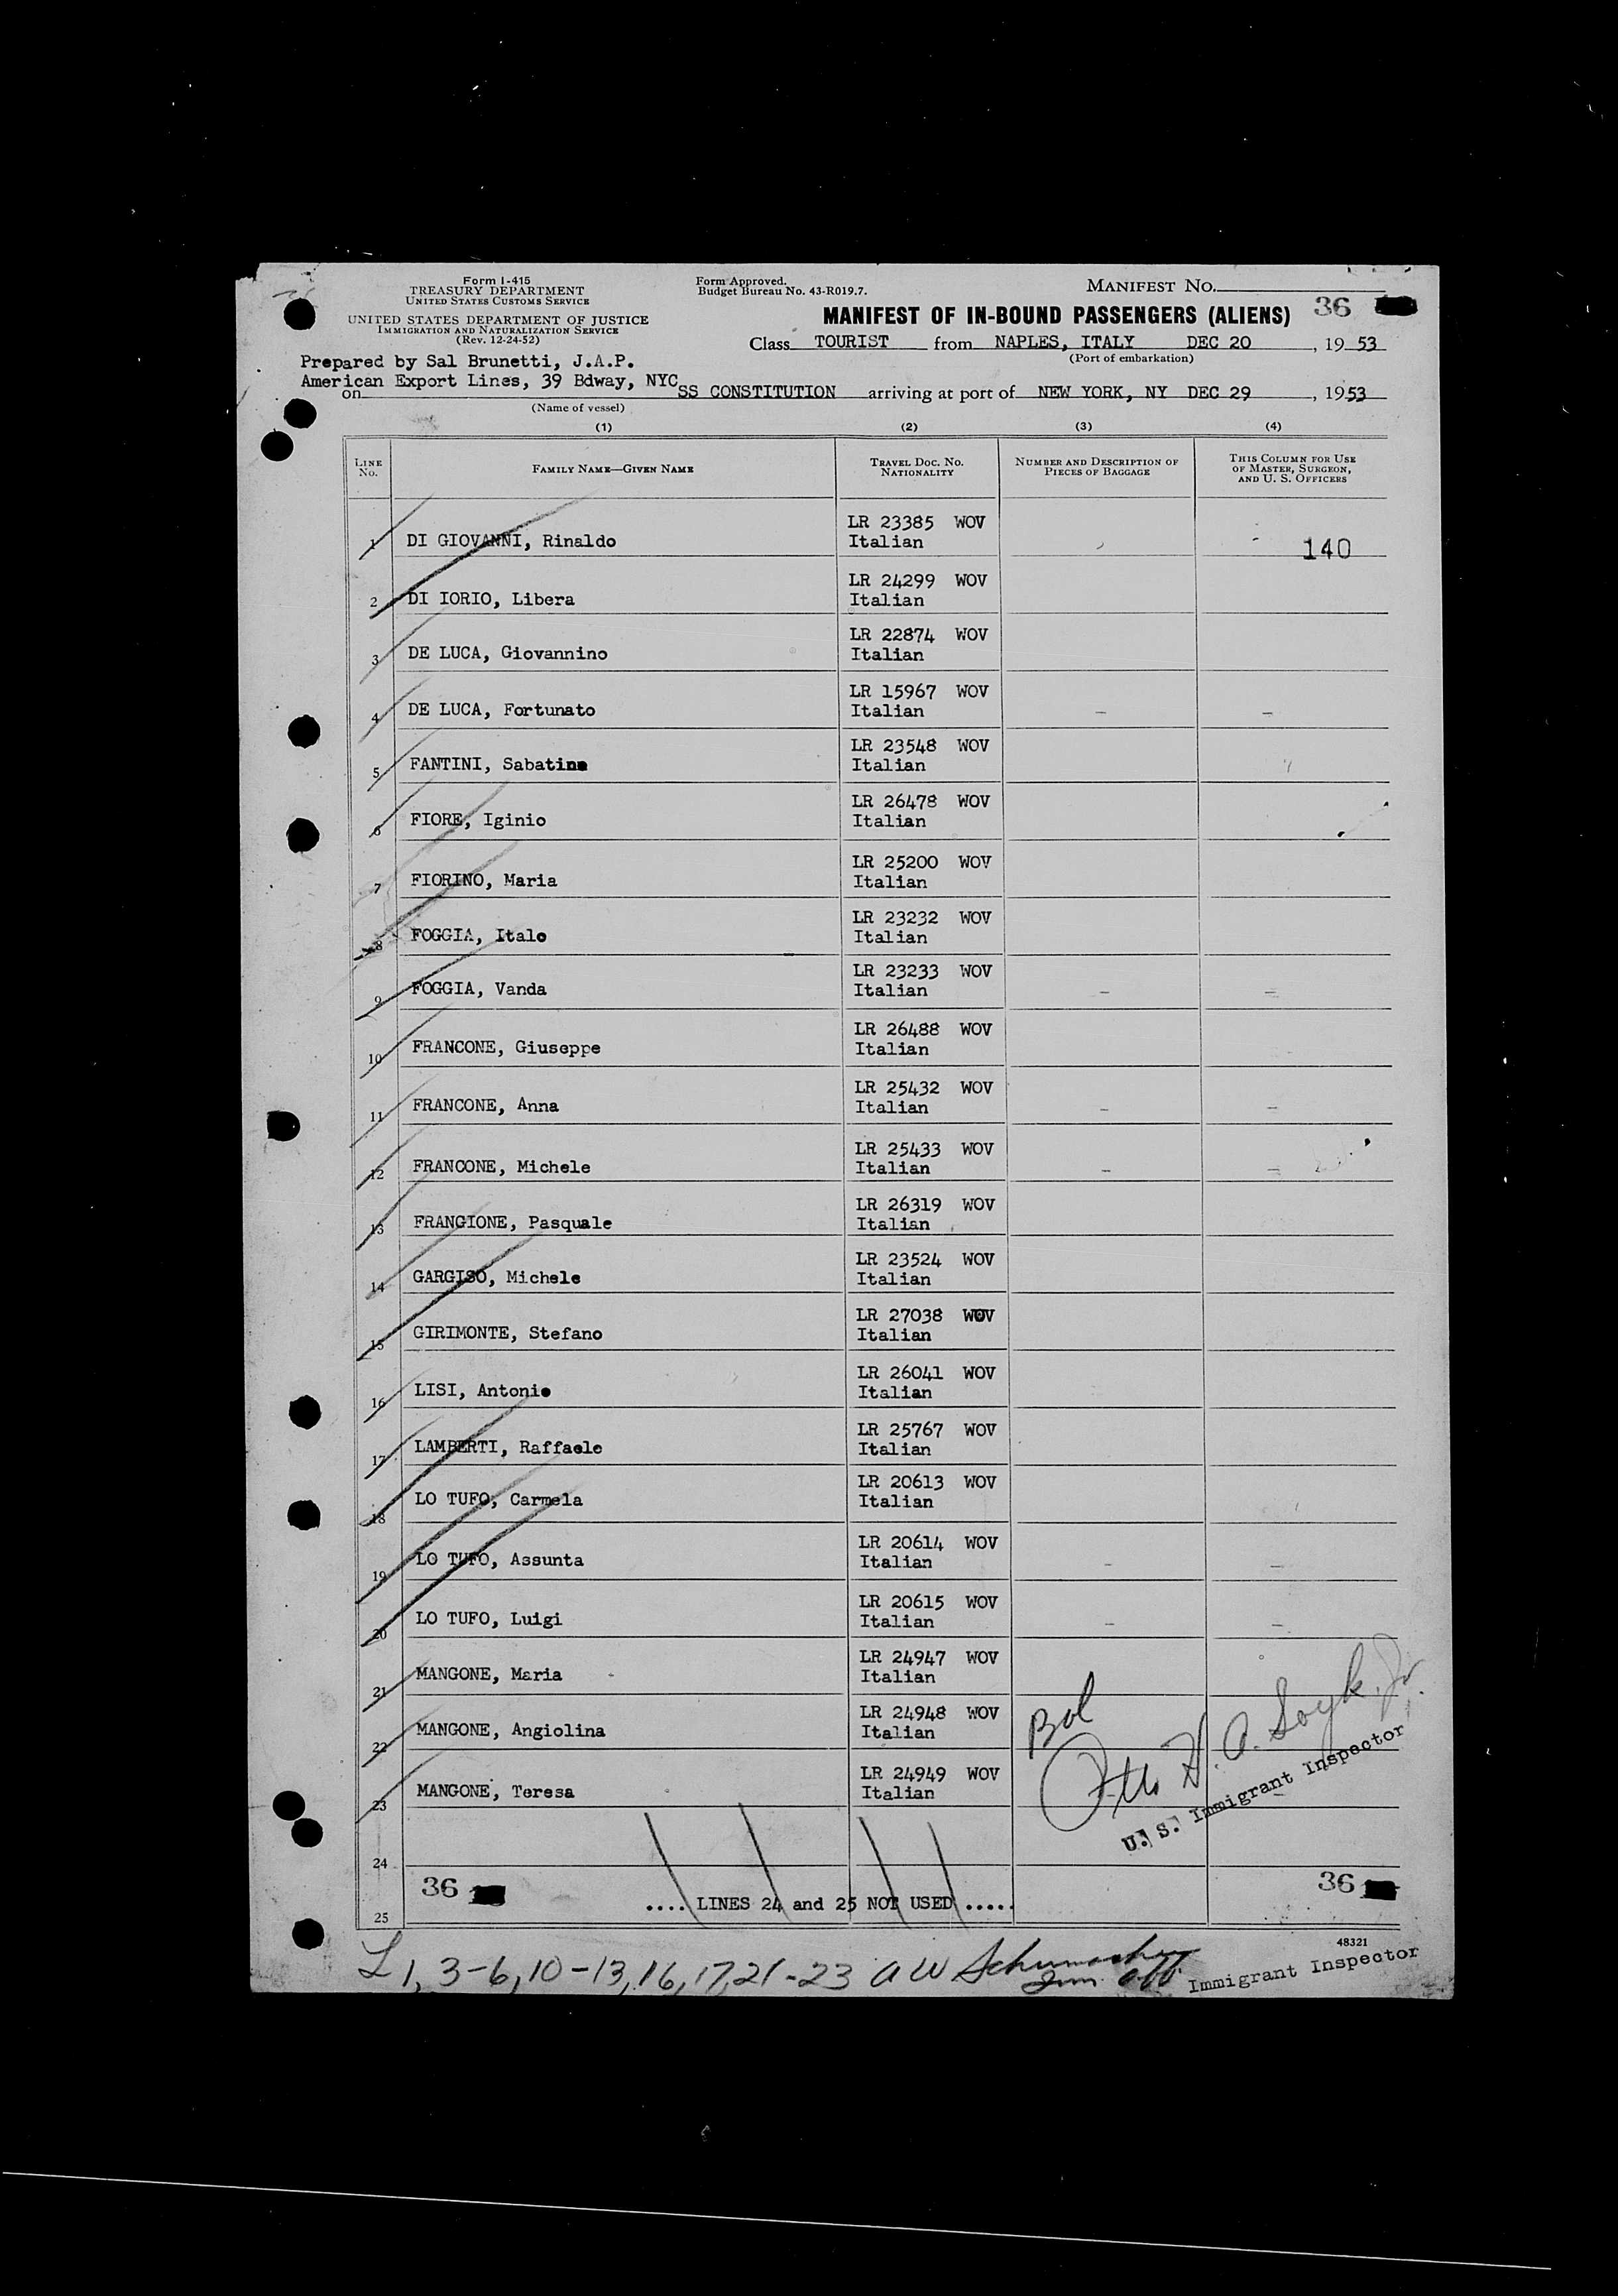 Form I-415
TREASURY DEPARTMENT
UNITED STATES CUSTOMS SERVICE
UNITED STATES DEPARTMENT OF JUSTICE
IMMIGRATION AND NATURALIZATION SERVICE
(Rev. 12-24-52)
Form Approved.
Budget Bureau No. 43-R019.7.
MANIFEST NO.
36
MANIFEST OF IN-BOUND PASSENGERS (ALIENS)
Class TOURIST from NAPLES, ITALY DEC 20, 1953
(Port of embarkation)
Prepared by Sal Brunetti, J.A.P.
American Export Lines, 39 Bdway, NYC
on SS CONSTITUTION arriving at port of NEW YORK, NY DEC 29, 1953
(Name of vessel)
(1) (2) (3) (4)
LINE No.
FAMILY NAME—GIVEN NAME
TRAVEL DOC. NO. NATIONALITY
NUMBER AND DESCRIPTION OF PIECES OF BAGGAGE
THIS COLUMN FOR USE OF MASTER, SURGEON, AND U. S. OFFICERS
1 DI GIOVANNI, Rinaldo LR 23385 WOV Italian 140
2 DI IORIO, Libera LR 24299 WOV Italian
3 DE LUCA, Giovannino LR 22874 WOV Italian
4 DE LUCA, Fortunato LR 15967 WOV Italian
5 FANTINI, Sabatina LR 23548 WOV Italian
6 FIORE, Iginio LR 26478 WOV Italian
7 FIORINO, Maria LR 25200 WOV Italian
8 FOGGIA, Italo LR 23232 WOV Italian
9 FOGGIA, Vanda LR 23233 WOV Italian
10 FRANCONE, Giuseppe LR 26488 WOV Italian
11 FRANCONE, Anna LR 25432 WOV Italian
12 FRANCONE, Michele LR 25433 WOV Italian
13 FRANGIONE, Pasquale LR 26319 WOV Italian
14 GARGISO, Michele LR 23524 WOV Italian
15 GIRIMONTE, Stefano LR 27038 WOV Italian
16 LISI, Antonio LR 26041 WOV Italian
17 LAMBERTI, Raffaele LR 25767 WOV Italian
18 LO TUFO, Carmela LR 20613 WOV Italian
19 LO TUFO, Assunta LR 20614 WOV Italian
20 LO TUFO, Luigi LR 20615 WOV Italian
21 MANGONE, Maria LR 24947 WOV Italian
22 MANGONE, Angiolina LR 24948 WOV Italian
23 MANGONE, Teresa LR 24949 WOV Italian
Otto H. A. Soyk, Jr.
U. S. Immigrant Inspector
24
36 36
25 .... LINES 24 and 25 NOT USED .....
48321
L 1, 3-6, 10-13, 16, 17, 21-23 A W Schumacher
Imm. Off.
Immigrant Inspector